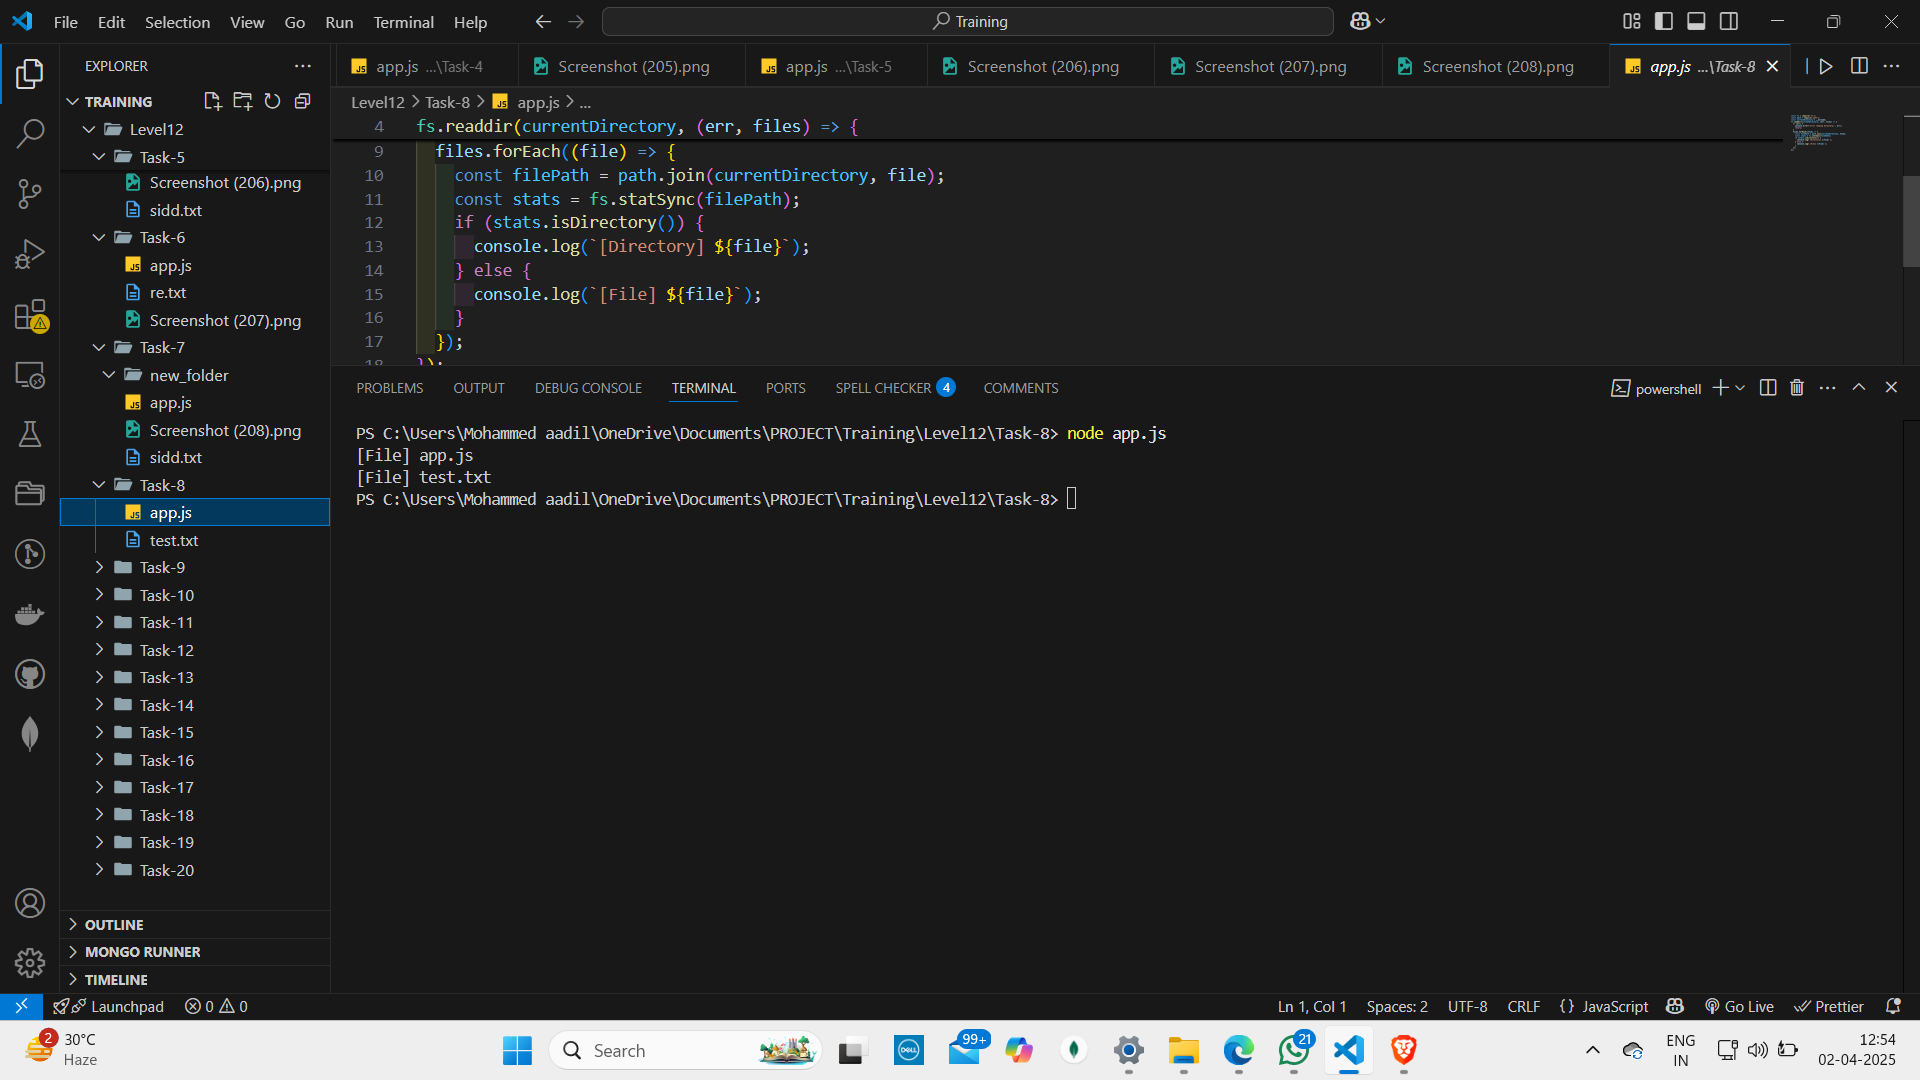 File Edit Selection View Go Run Terminal Help
Training
EXPLORER
TRAINING
Level12
Task-5
Screenshot (206).png
sidd.txt
Task-6
app.js
re.txt
Screenshot (207).png
Task-7
new_folder
app.js
Screenshot (208).png
sidd.txt
Task-8
app.js
test.txt
Task-9
Task-10
Task-11
Task-12
Task-13
Task-14
Task-15
Task-16
Task-17
Task-18
Task-19
Task-20
OUTLINE
MONGO RUNNER
TIMELINE
app.js ...\Task-4 Screenshot (205).png app.js ...\Task-5 Screenshot (206).png Screenshot (207).png Screenshot (208).png app.js ...\Task-8
Level12 > Task-8 > app.js > ...
4 fs.readdir(currentDirectory, (err, files) => {
9 files.forEach((file) => {
10 const filePath = path.join(currentDirectory, file);
11 const stats = fs.statSync(filePath);
12 if (stats.isDirectory()) {
13 console.log(`[Directory] ${file}`);
14 } else {
15 console.log(`[File] ${file}`);
16 }
17 });
18 });
PROBLEMS OUTPUT DEBUG CONSOLE TERMINAL PORTS SPELL CHECKER 4 COMMENTS
powershell
PS C:\Users\Mohammed aadil\OneDrive\Documents\PROJECT\Training\Level12\Task-8> node app.js
[File] app.js
[File] test.txt
PS C:\Users\Mohammed aadil\OneDrive\Documents\PROJECT\Training\Level12\Task-8>
Launchpad 0 0
Ln 1, Col 1 Spaces: 2 UTF-8 CRLF {} JavaScript Go Live Prettier
2
30°C
Haze
Search
DELL
99+
21
ENG
IN
12:54
02-04-2025